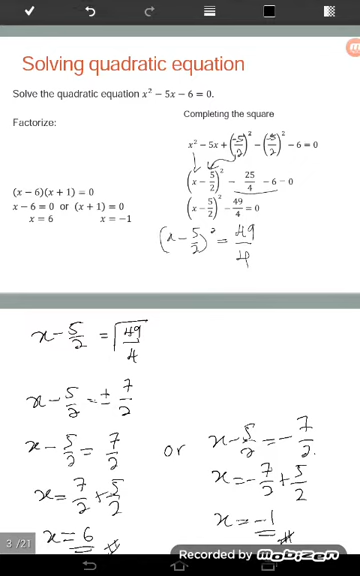 Solving quadratic equation
Solve the quadratic equation x² − 5x − 6 = 0.
Factorize:
(x − 6)(x + 1) = 0
x − 6 = 0 or (x + 1) = 0
x = 6 x = −1
Completing the square
x² − 5x + (−5/2)² − (−5/2)² − 6 = 0
(x − 5/2)² − 25/4 − 6 = 0
(x − 5/2)² − 49/4 = 0
(x − 5/2)² = 49/4
x − 5/2 = √49/4
x − 5/2 = ± 7/2
x − 5/2 = 7/2
x = 7/2 + 5/2
x = 6
or
x − 5/2 = − 7/2.
x = − 7/2 + 5/2
x = −1
3 /21
Recorded by mobizen